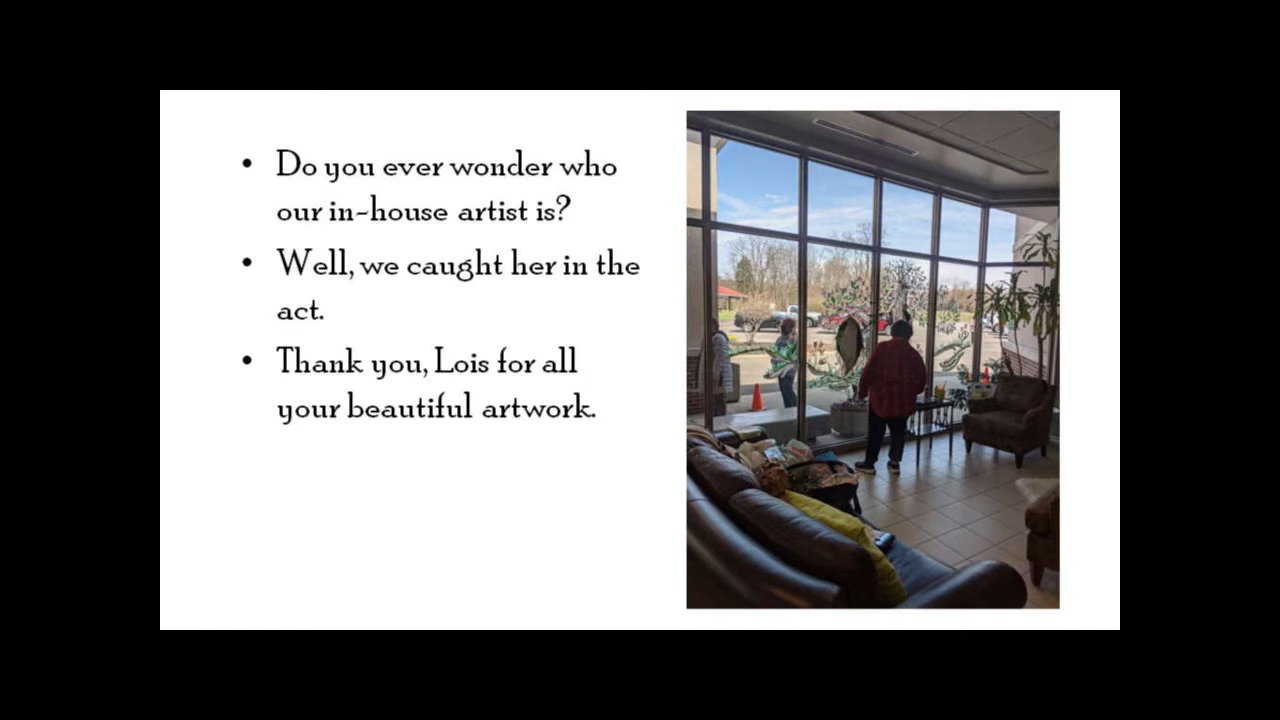 • Do you ever wonder who
our in-house artist is?
• Well, we caught her in the
act.
• Thank you, Lois for all
your beautiful artwork.